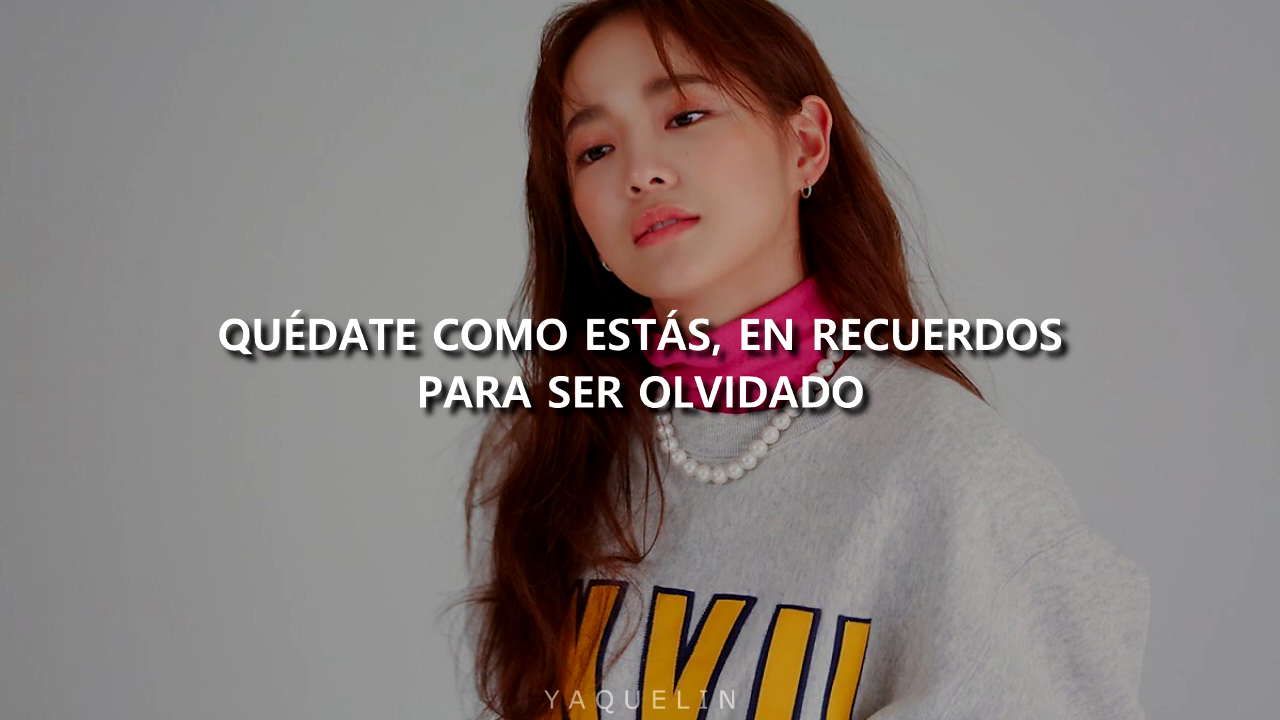 QUÉDATE COMO ESTÁS, EN RECUERDOS
PARA SER OLVIDADO
YAQUELIN